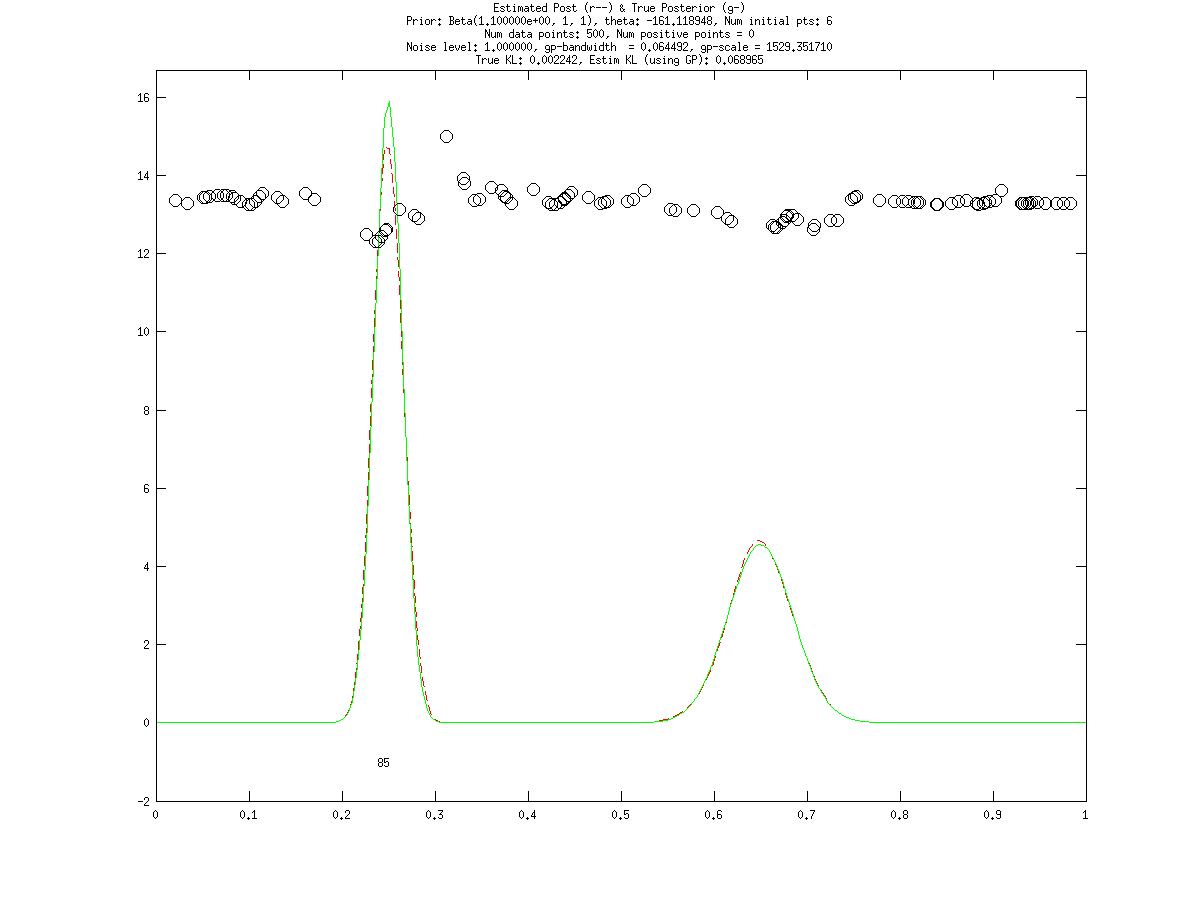 Estimated Post (r--) & True Posterior (g-)
Prior: Beta(1.100000e+00, 1, 1), theta: -161.118948, Num initial pts: 6
Num data points: 500, Num positive points = 0
Noise level: 1.000000, gp-bandwidth  = 0.064492, gp-scale = 1529.351710
True KL: 0.002242, Estim KL (using GP): 0.068965
16
14
12
10
8
6
4
2
0
-2
85
0 0.1 0.2 0.3 0.4 0.5 0.6 0.7 0.8 0.9 1